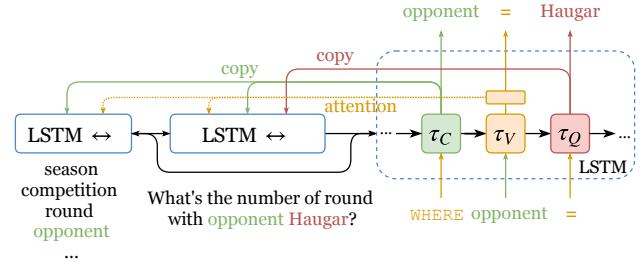 opponent = Haugar
copy copy
attention
LSTM ↔ LSTM ↔ ... τC τV τQ ...
LSTM
season
competition
round
opponent
...
What's the number of round
with opponent Haugar?
WHERE opponent =